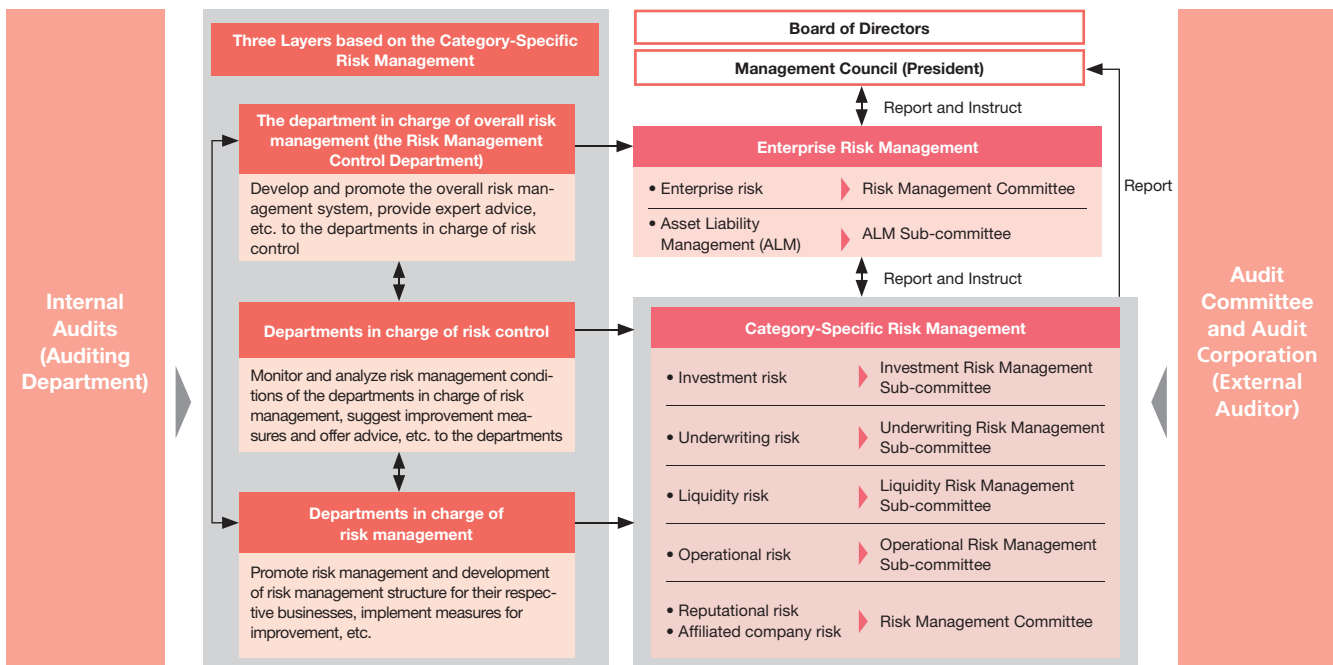 Internal
Audits
(Auditing
Department)
Three Layers based on the Category-Specific
Risk Management
The department in charge of overall risk
management (the Risk Management
Control Department)
Develop and promote the overall risk man-
agement system, provide expert advice,
etc. to the departments in charge of risk
control
Departments in charge of risk control
Monitor and analyze risk management condi-
tions of the departments in charge of risk
management, suggest improvement mea-
sures and offer advice, etc. to the departments
Departments in charge of
risk management
Promote risk management and development
of risk management structure for their respec-
tive businesses, implement measures for
improvement, etc.
Board of Directors
Management Council (President)
Report and Instruct
Enterprise Risk Management
• Enterprise risk
Risk Management Committee
• Asset Liability
Management (ALM)
ALM Sub-committee
Report and Instruct
Category-Specific Risk Management
• Investment risk
Investment Risk Management
Sub-committee
• Underwriting risk
Underwriting Risk Management
Sub-committee
• Liquidity risk
Liquidity Risk Management
Sub-committee
• Operational risk
Operational Risk Management
Sub-committee
• Reputational risk
• Affiliated company risk
Risk Management Committee
Report
Audit
Committee
and Audit
Corporation
(External
Auditor)